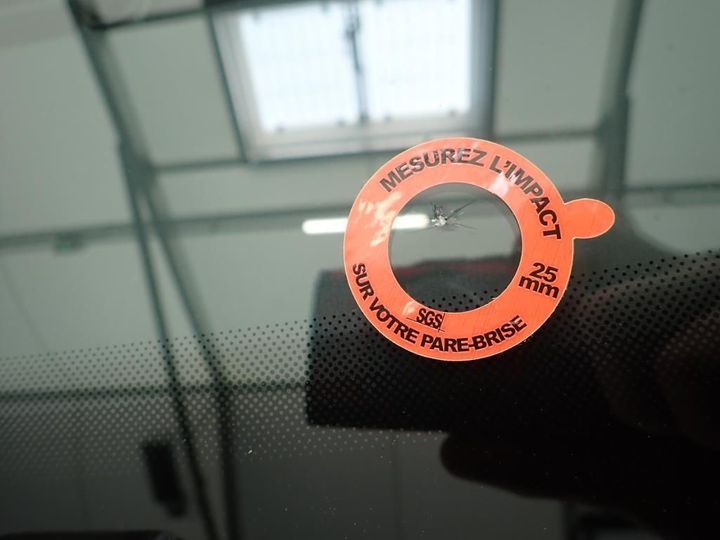 MESUREZ L'IMPACT
25
mm
SUR VOTRE PARE-BRISE
SGS